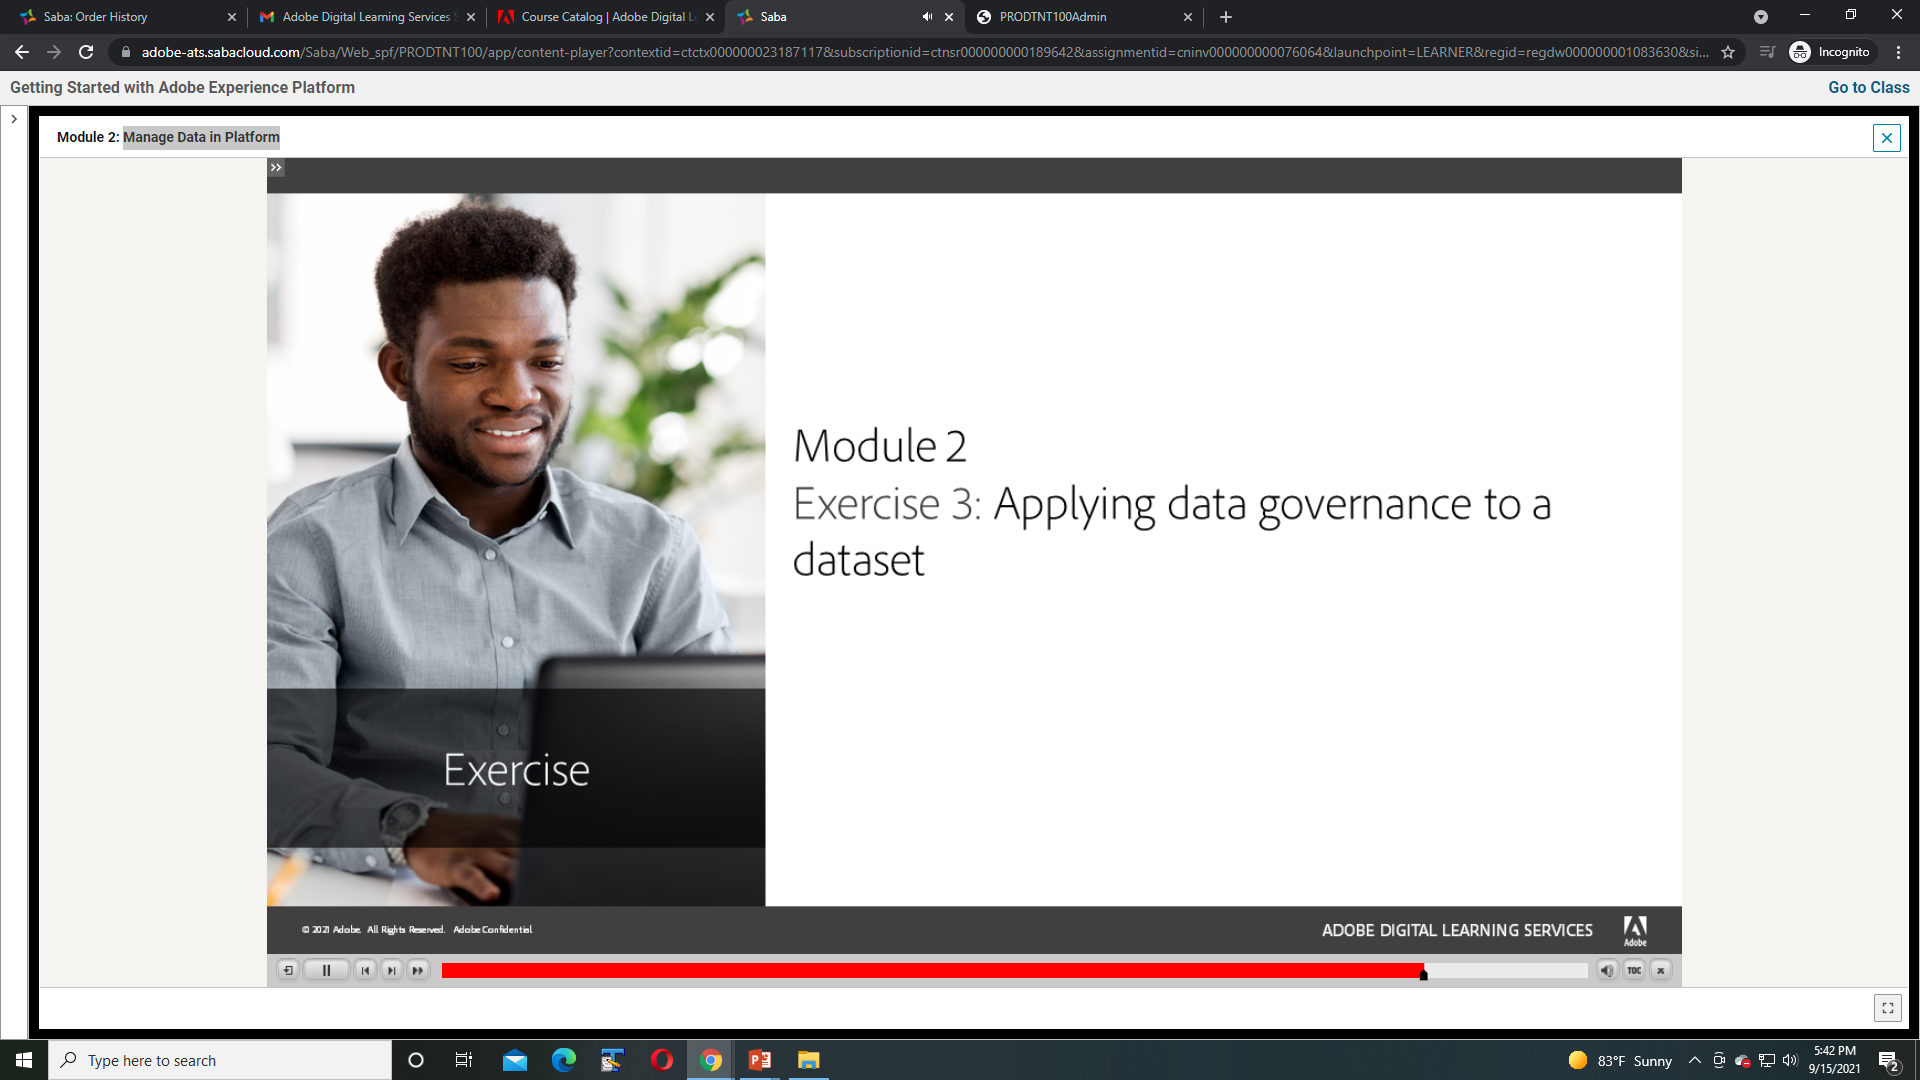 Saba: Order History
Adobe Digital Learning Services
Course Catalog | Adobe Digital L
Saba
PRODTNT100Admin
adobe-ats.sabacloud.com/Saba/Web_spf/PRODTNT100/app/content-player?contextid=ctctx000000023187117&subscriptionid=ctnsr000000000189642&assignmentid=cninv000000000076064&launchpoint=LEARNER&regid=regdw000000001083630&si...
Incognito
Getting Started with Adobe Experience Platform
Go to Class
Module 2: Manage Data in Platform
Module 2
Exercise 3: Applying data governance to a
dataset
Exercise
© 2021 Adobe. All Rights Reserved. Adobe Confidential
ADOBE DIGITAL LEARNING SERVICES
Adobe
TOC
Type here to search
83°F Sunny
5:42 PM
9/15/2021
2